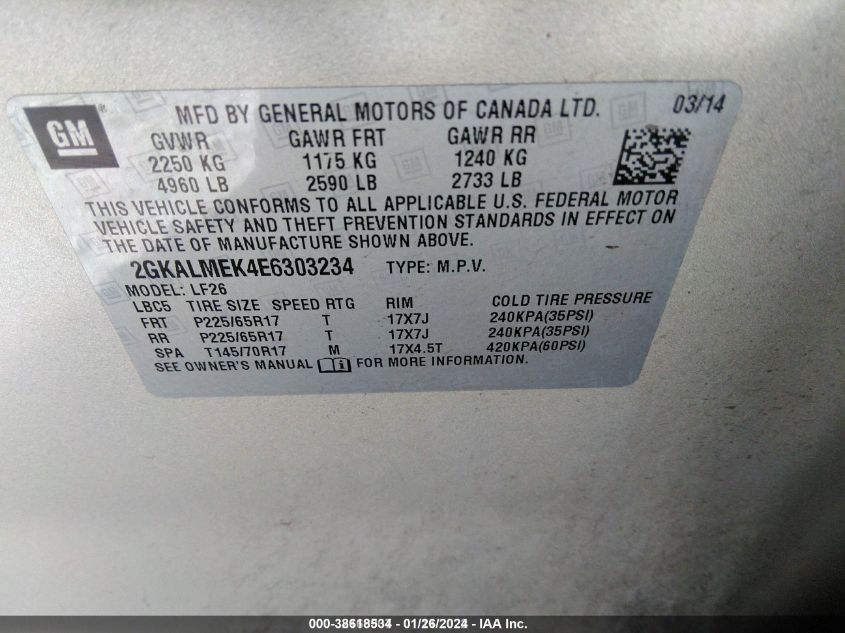 GM ® MFD BY GENERAL MOTORS OF CANADA LTD. 03/14
GVWR GAWR FRT GAWR RR
2250 KG 1175 KG 1240 KG
4960 LB 2590 LB 2733 LB
THIS VEHICLE CONFORMS TO ALL APPLICABLE U.S. FEDERAL MOTOR
VEHICLE SAFETY AND THEFT PREVENTION STANDARDS IN EFFECT ON
THE DATE OF MANUFACTURE SHOWN ABOVE.
2GKALMEK4E6303234 TYPE: M.P.V.
MODEL: LF26
LBC5 TIRE SIZE SPEED RTG RIM COLD TIRE PRESSURE
FRT P225/65R17 T 17X7J 240KPA(35PSI)
RR P225/65R17 T 17X7J 240KPA(35PSI)
SPA T145/70R17 M 17X4.5T 420KPA(60PSI)
SEE OWNER'S MANUAL FOR MORE INFORMATION.
000-38618534 - 01/26/2024 - IAA Inc.